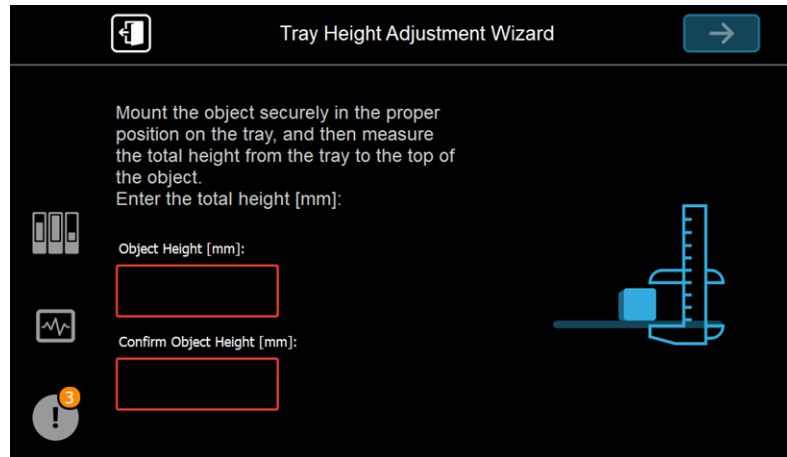 Tray Height Adjustment Wizard
Mount the object securely in the proper
position on the tray, and then measure
the total height from the tray to the top of
the object.
Enter the total height [mm]:
Object Height [mm]:
Confirm Object Height [mm]:
3
!